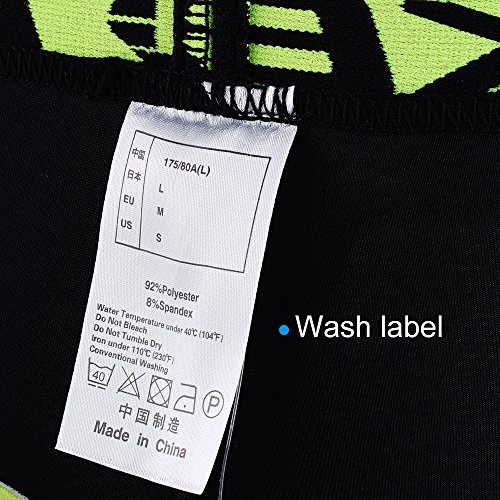 中国 175/80A(L)
日本 L
EU M
US S
92%Polyester
8%Spandex
Water Temperature under 40℃(104℉)
Do Not Bleach
Do Not Tumble Dry
Iron under 110℃(230℉)
Conventional Washing
40 P
中国制造
Made in China
Wash label